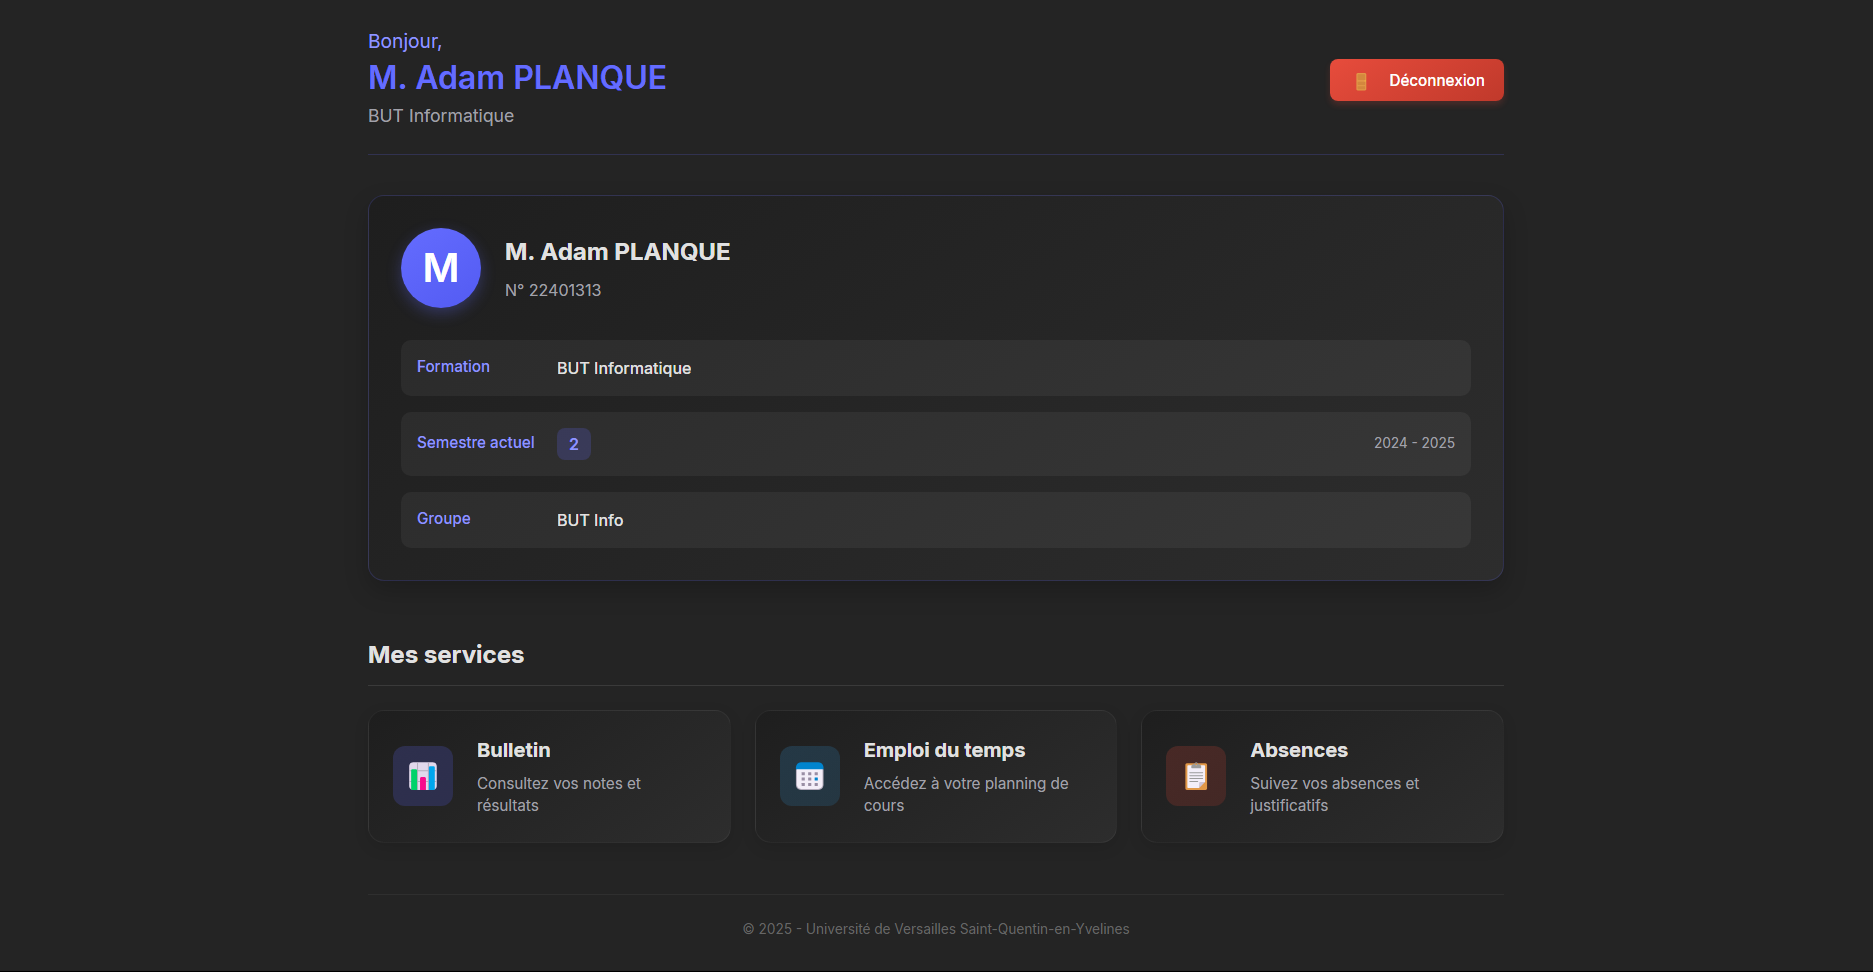 Bonjour,
M. Adam PLANQUE
BUT Informatique
Déconnexion
M
M. Adam PLANQUE
N° 22401313
Formation BUT Informatique
Semestre actuel 2 2024 - 2025
Groupe BUT Info
Mes services
Bulletin
Consultez vos notes et
résultats
Emploi du temps
Accédez à votre planning de
cours
Absences
Suivez vos absences et
justificatifs
© 2025 - Université de Versailles Saint-Quentin-en-Yvelines